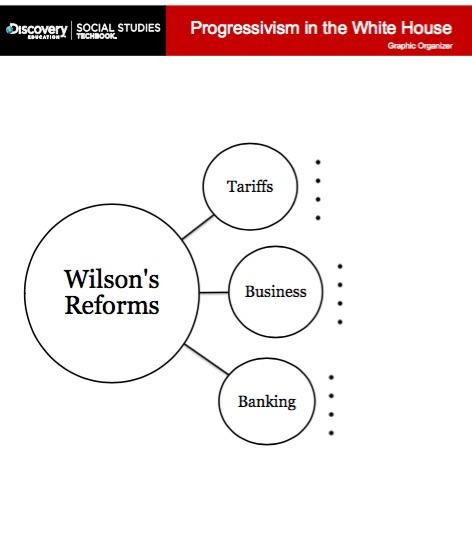 Discovery
EDUCATION
SOCIAL STUDIES
TECHBOOK
Progressivism in the White House
Graphic Organizer
Tariffs
Wilson's
Reforms
Business
Banking